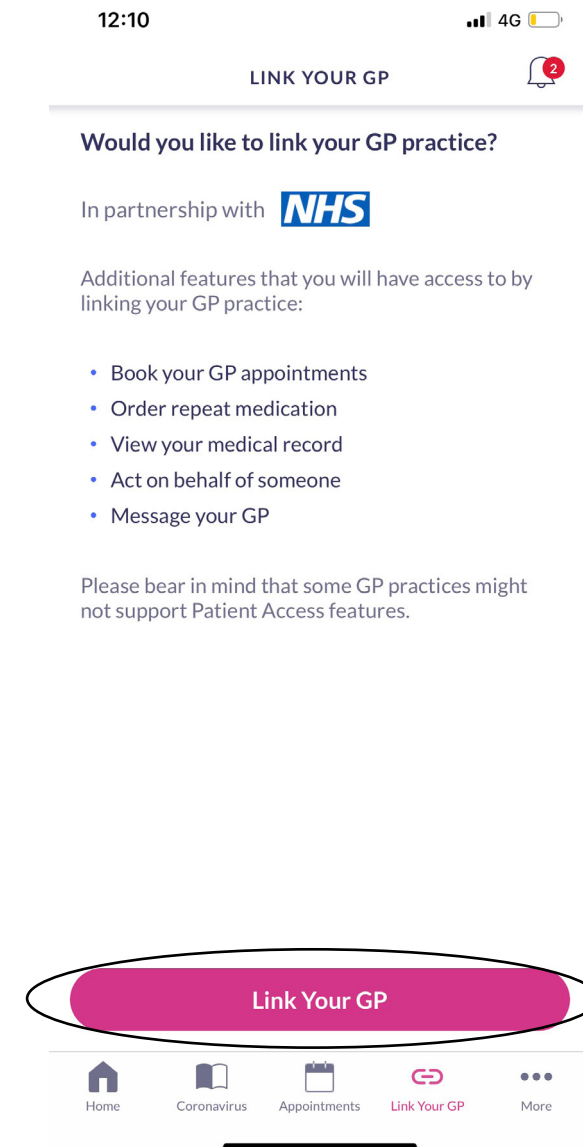 12:10 4G
LINK YOUR GP 2
Would you like to link your GP practice?
In partnership with NHS
Additional features that you will have access to by
linking your GP practice:
• Book your GP appointments
• Order repeat medication
• View your medical record
• Act on behalf of someone
• Message your GP
Please bear in mind that some GP practices might
not support Patient Access features.
Link Your GP
Home Coronavirus Appointments Link Your GP More